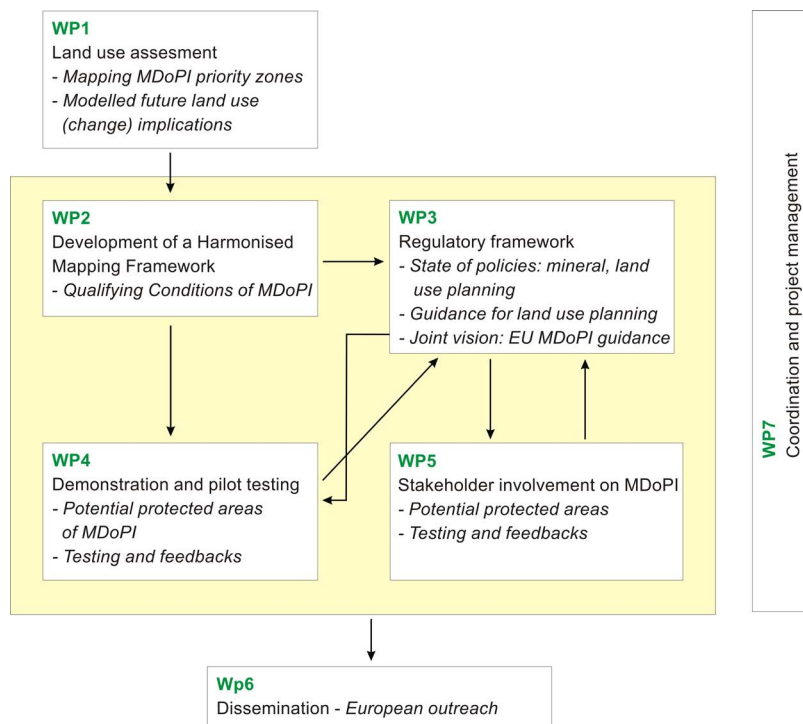 WP1
Land use assesment
- Mapping MDoPI priority zones
- Modelled future land use
(change) implications
WP2
Development of a Harmonised
Mapping Framework
- Qualifying Conditions of MDoPI
WP3
Regulatory framework
- State of policies: mineral, land
use planning
- Guidance for land use planning
- Joint vision: EU MDoPI guidance
WP4
Demonstration and pilot testing
- Potential protected areas
of MDoPI
- Testing and feedbacks
WP5
Stakeholder involvement on MDoPI
- Potential protected areas
- Testing and feedbacks
Wp6
Dissemination - European outreach
WP7
Coordination and project management